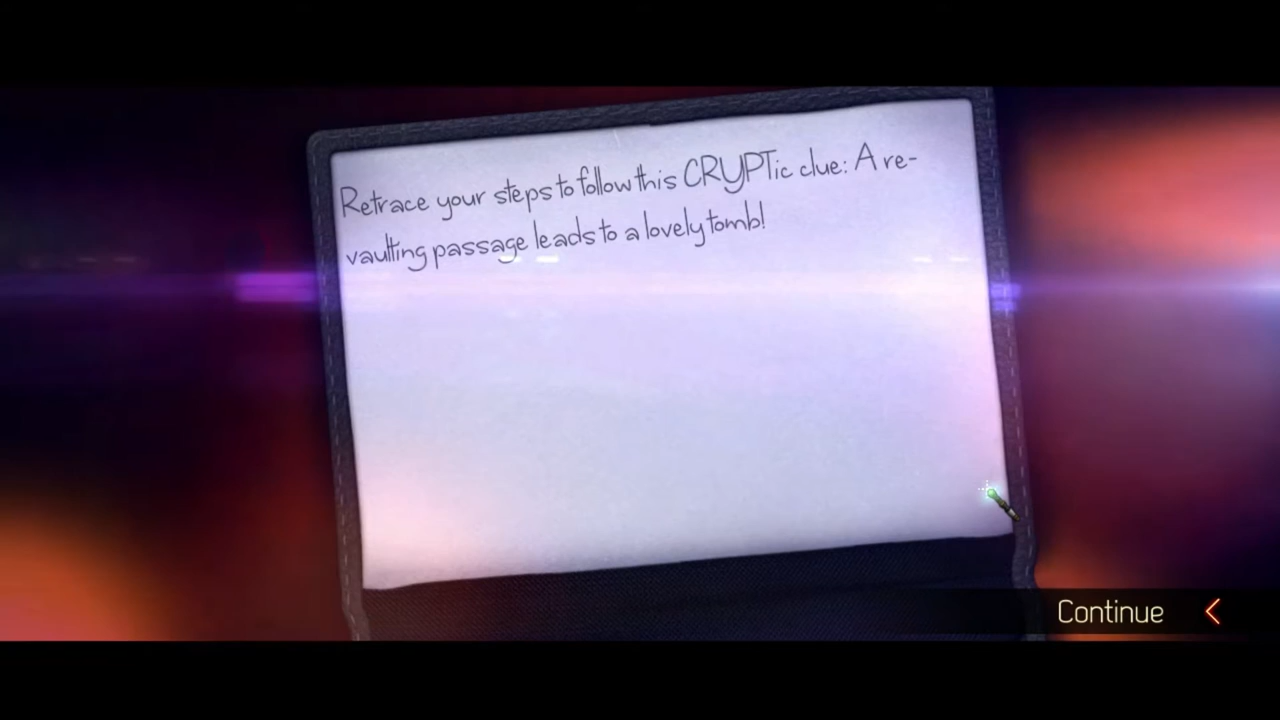 Retrace your steps to follow this CRYPTic clue: A re-
vaulting passage leads to a lovely tomb!
Continue